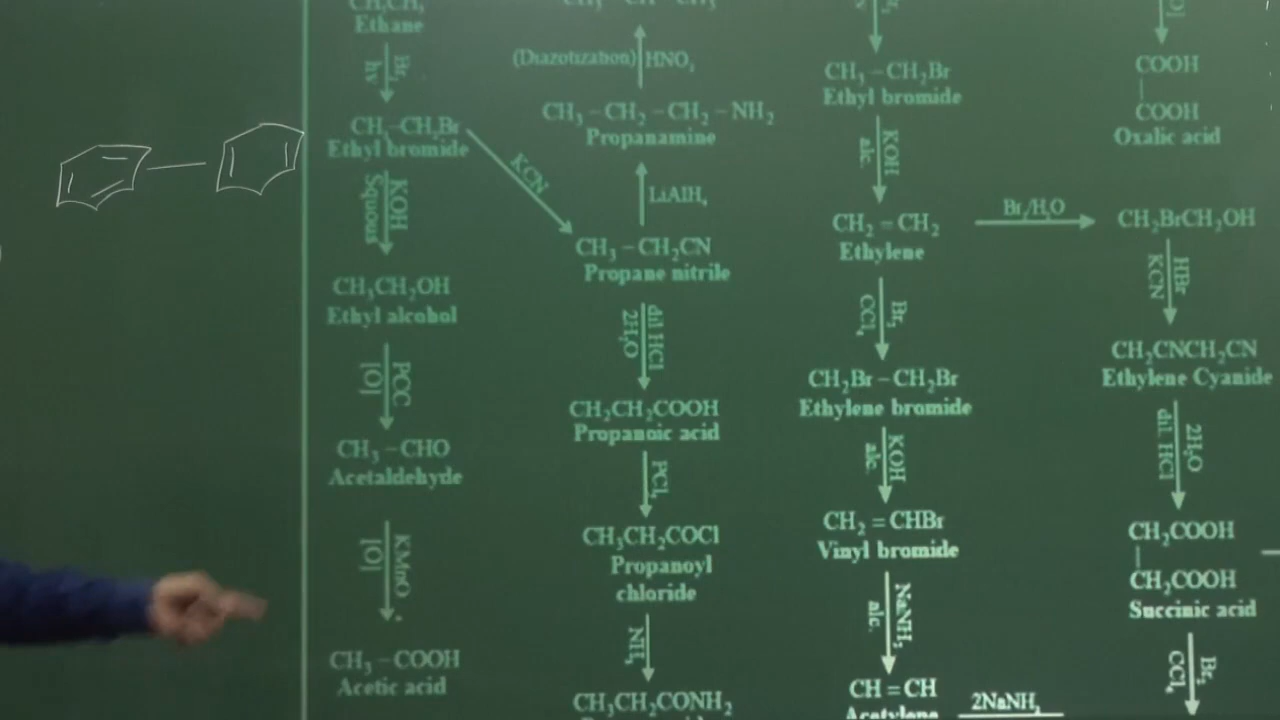 Ethane
Br₂
hν
CH₃–CH₂Br
Ethyl bromide
KCN
KOH
Squous
CH₃CH₂OH
Ethyl alcohol
PCC
[O]
CH₃–CHO
Acetaldehyde
KMnO₄
[O]
CH₃–COOH
Acetic acid
(Diazotization) HNO₂
CH₃–CH₂–CH₂–NH₂
Propanamine
LiAlH₄
CH₃–CH₂CN
Propane nitrile
dil HCl
2H₂O
CH₂CH₂COOH
Propanoic acid
PCl₅
CH₃CH₂COCl
Propanoyl
chloride
NH₃
CH₃CH₂CONH₂
CH₃–CH₂Br
Ethyl bromide
KOH
alc.
CH₂=CH₂
Ethylene
Br₂/H₂O
Br₂
CCl₄
CH₂Br–CH₂Br
Ethylene bromide
KOH
alc.
CH₂=CHBr
Vinyl bromide
NaNH₂
alc.
CH=CH
Acetylene
2NaNH₂
COOH
COOH
Oxalic acid
CH₂BrCH₂OH
HBr
KCN
CH₂CNCH₂CN
Ethylene Cyanide
2H₂O
dil. HCl
CH₂COOH
CH₂COOH
Succinic acid
Br₂
CCl₄